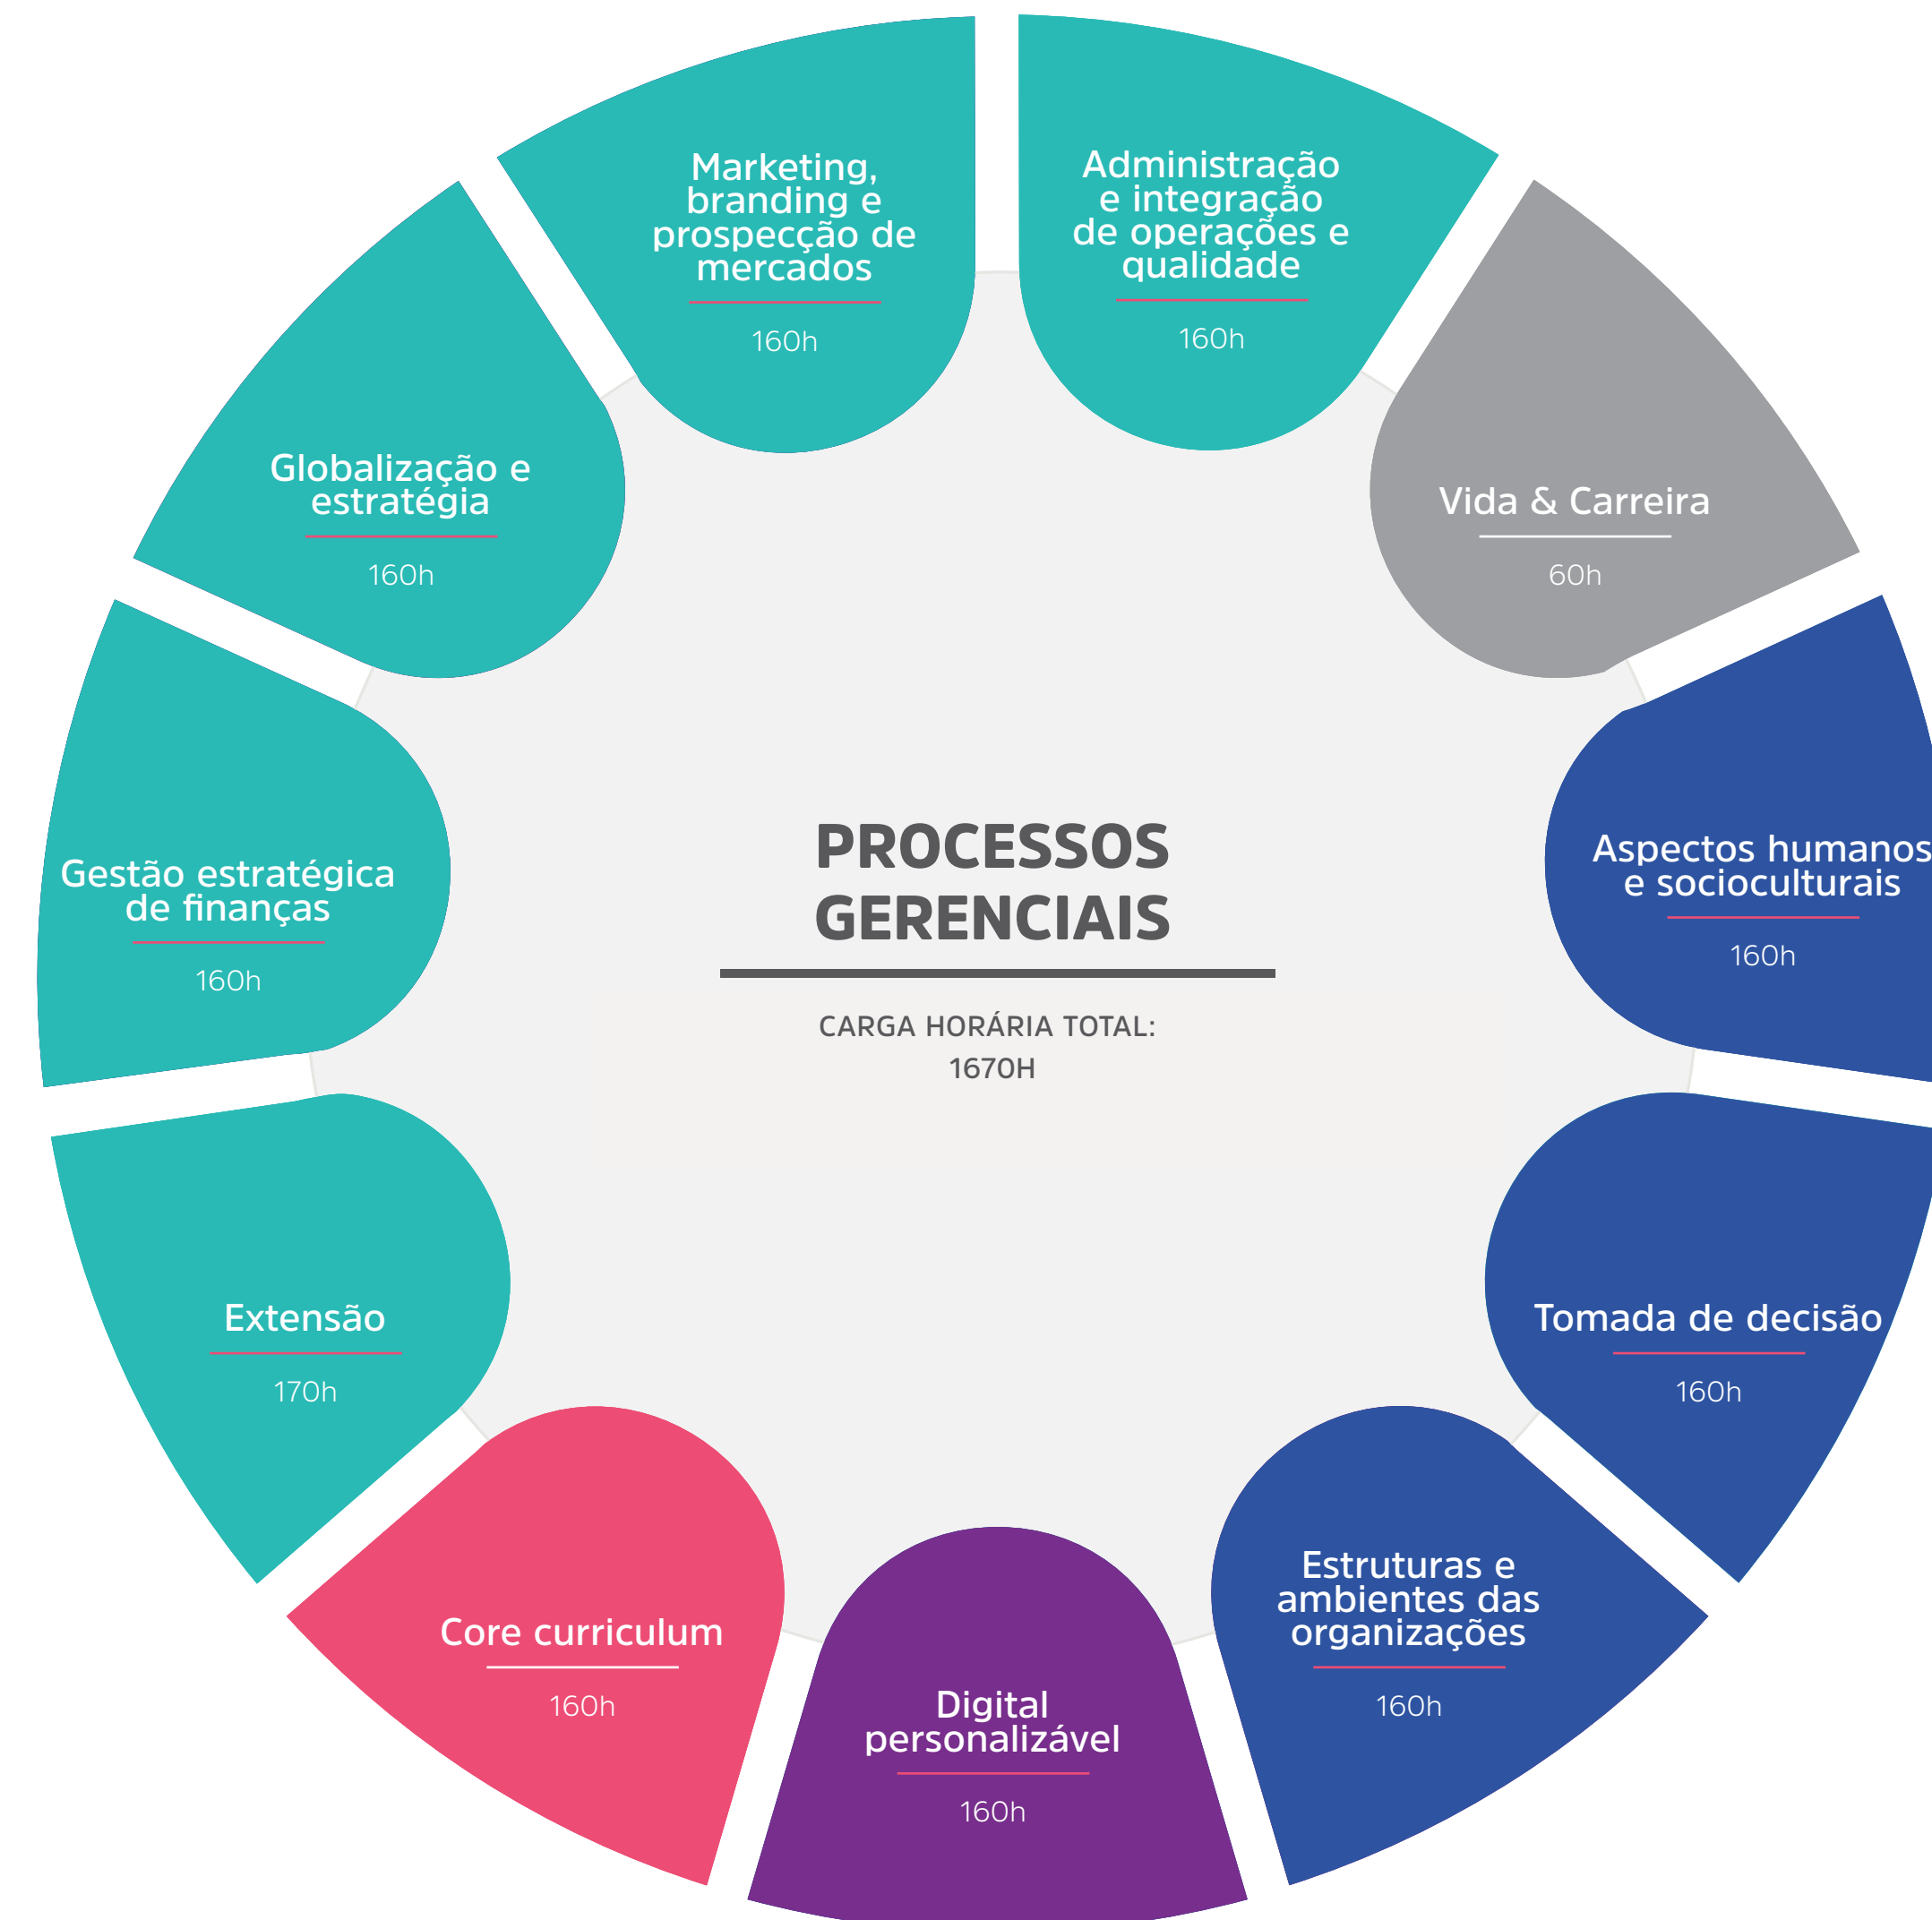 Marketing,
branding e
prospecção de
mercados
160h
Administração
e integração
de operações e
qualidade
160h
Globalização e
estratégia
160h
Vida & Carreira
60h
Gestão estratégica
de finanças
160h
PROCESSOS
GERENCIAIS
CARGA HORÁRIA TOTAL:
1670H
Aspectos humanos
e socioculturais
160h
Extensão
170h
Tomada de decisão
160h
Core curriculum
160h
Digital
personalizável
160h
Estruturas e
ambientes das
organizações
160h